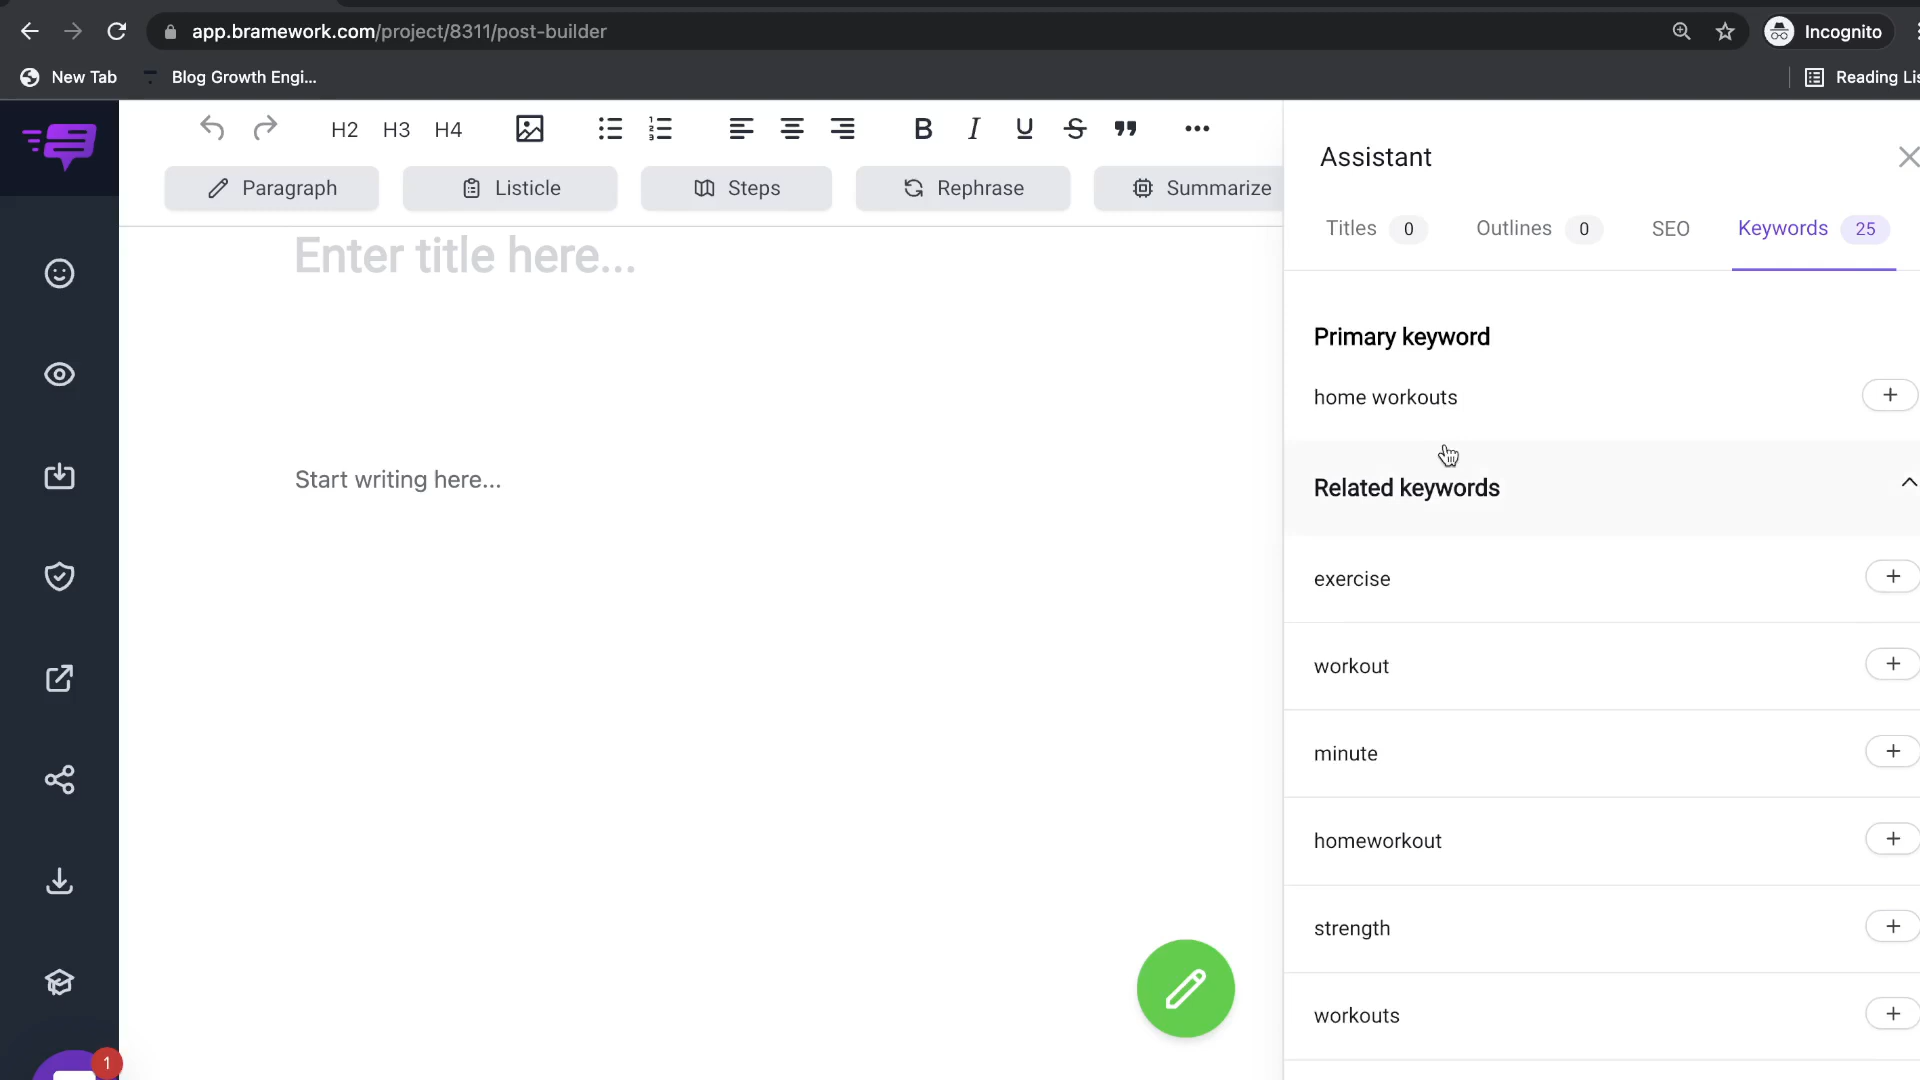 app.bramework.com/project/8311/post-builder
Incognito
New Tab
Blog Growth Engi...
Reading Lis
H2 H3 H4
Paragraph
Listicle
Steps
Rephrase
Summarize
Enter title here...
Start writing here...
Assistant
Titles 0
Outlines 0
SEO
Keywords 25
Primary keyword
home workouts
Related keywords
exercise
workout
minute
homeworkout
strength
workouts
1